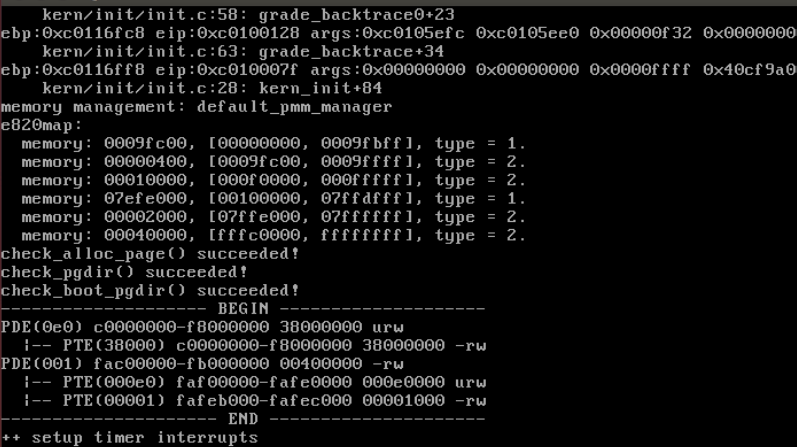 kern/init/init.c:58: grade_backtrace0+23
ebp:0xc0116fc8 eip:0xc0100128 args:0xc0105efc 0xc0105ee0 0x00000f32 0x0000000
kern/init/init.c:63: grade_backtrace+34
ebp:0xc0116ff8 eip:0xc010007f args:0x00000000 0x00000000 0x0000ffff 0x40cf9a0
kern/init/init.c:28: kern_init+84
memory management: default_pmm_manager
e820map:
memory: 0009fc00, [00000000, 0009fbff], type = 1.
memory: 00000400, [0009fc00, 0009ffff], type = 2.
memory: 00010000, [000f0000, 000fffff], type = 2.
memory: 07efe000, [00100000, 07ffdfff], type = 1.
memory: 00002000, [07ffe000, 07ffffff], type = 2.
memory: 00040000, [fffc0000, ffffffff], type = 2.
check_alloc_page() succeeded!
check_pgdir() succeeded!
check_boot_pgdir() succeeded!
-------------------- BEGIN --------------------
PDE(0e0) c0000000-f8000000 38000000 urw
|-- PTE(38000) c0000000-f8000000 38000000 -rw
PDE(001) fac00000-fb000000 00400000 -rw
|-- PTE(000e0) faf00000-fafe0000 000e0000 urw
|-- PTE(00001) fafeb000-fafec000 00001000 -rw
--------------------- END ---------------------
++ setup timer interrupts